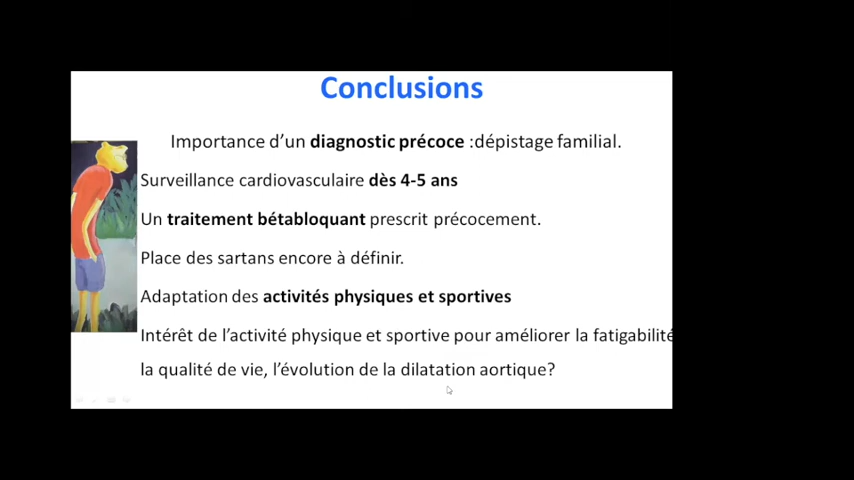 Conclusions
Importance d’un diagnostic précoce :dépistage familial.
Surveillance cardiovasculaire dès 4-5 ans
Un traitement bétabloquant prescrit précocement.
Place des sartans encore à définir.
Adaptation des activités physiques et sportives
Intérêt de l’activité physique et sportive pour améliorer la fatigabilité
la qualité de vie, l’évolution de la dilatation aortique?